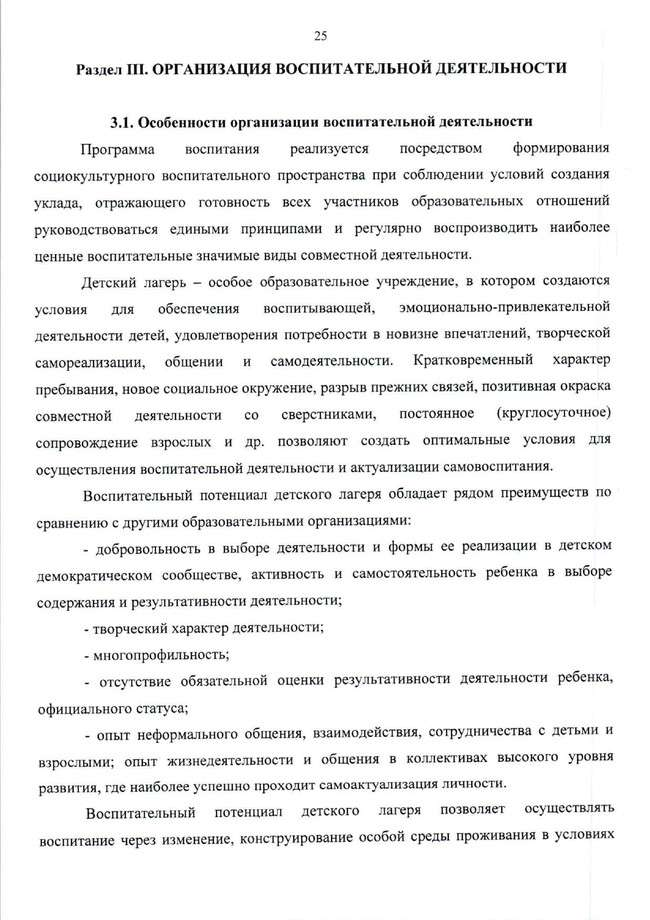 25
Раздел III. ОРГАНИЗАЦИЯ ВОСПИТАТЕЛЬНОЙ ДЕЯТЕЛЬНОСТИ
3.1. Особенности организации воспитательной деятельности
Программа воспитания реализуется посредством формирования
социокультурного воспитательного пространства при соблюдении условий создания
уклада, отражающего готовность всех участников образовательных отношений
руководствоваться едиными принципами и регулярно воспроизводить наиболее
ценные воспитательные значимые виды совместной деятельности.
Детский лагерь – особое образовательное учреждение, в котором создаются
условия для обеспечения воспитывающей, эмоционально-привлекательной
деятельности детей, удовлетворения потребности в новизне впечатлений, творческой
самореализации, общении и самодеятельности. Кратковременный характер
пребывания, новое социальное окружение, разрыв прежних связей, позитивная окраска
совместной деятельности со сверстниками, постоянное (круглосуточное)
сопровождение взрослых и др. позволяют создать оптимальные условия для
осуществления воспитательной деятельности и актуализации самовоспитания.
Воспитательный потенциал детского лагеря обладает рядом преимуществ по
сравнению с другими образовательными организациями:
- добровольность в выборе деятельности и формы ее реализации в детском
демократическом сообществе, активность и самостоятельность ребенка в выборе
содержания и результативности деятельности;
- творческий характер деятельности;
- многопрофильность;
- отсутствие обязательной оценки результативности деятельности ребенка,
официального статуса;
- опыт неформального общения, взаимодействия, сотрудничества с детьми и
взрослыми; опыт жизнедеятельности и общения в коллективах высокого уровня
развития, где наиболее успешно проходит самоактуализация личности.
Воспитательный потенциал детского лагеря позволяет осуществлять
воспитание через изменение, конструирование особой среды проживания в условиях